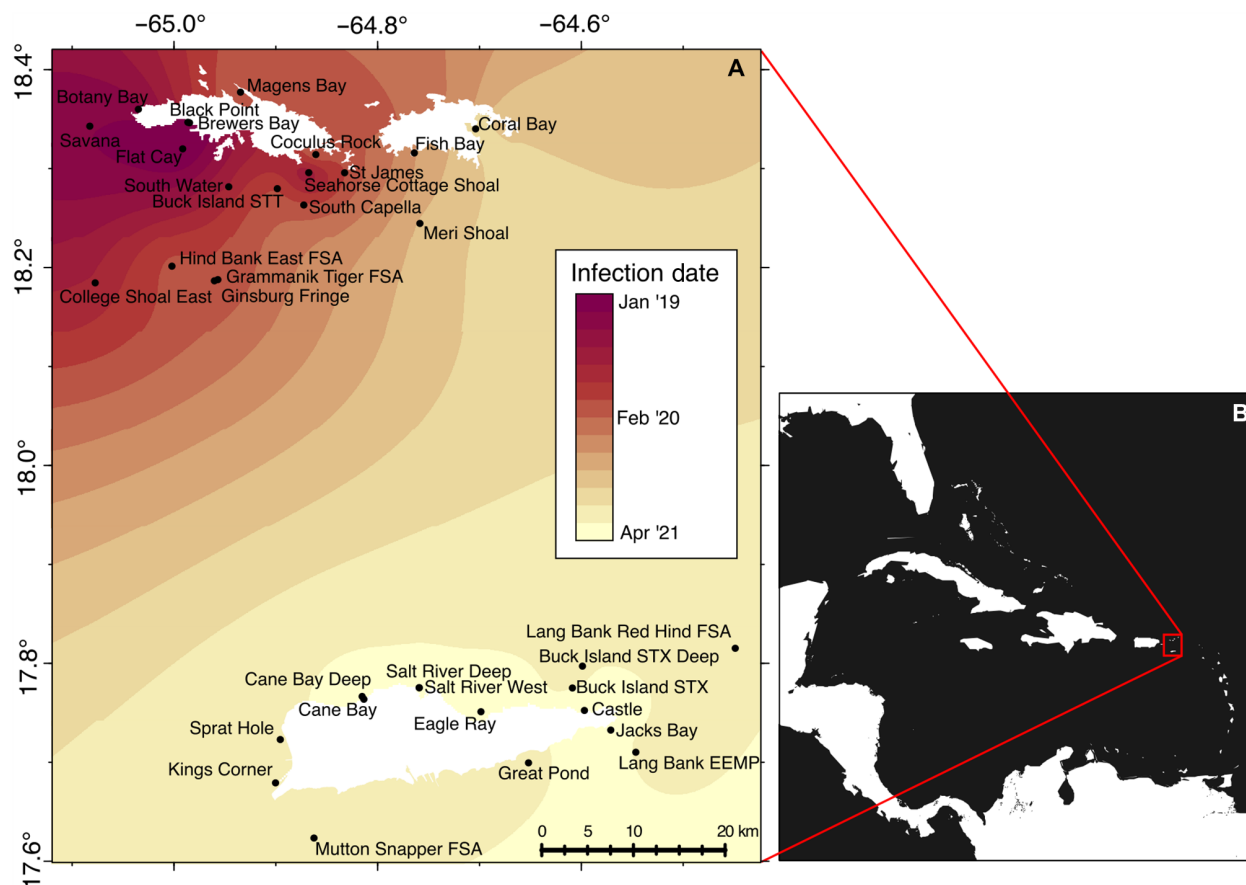 −65.0°
−64.8°
−64.6°
18.4°
18.2°
18.0°
17.8°
17.6°
A
Magens Bay
Botany Bay
Black Point
Brewers Bay
Coral Bay
Savana
Coculus Rock
Fish Bay
Flat Cay
St James
South Water
Seahorse Cottage Shoal
Buck Island STT
South Capella
Meri Shoal
Hind Bank East FSA
Grammanik Tiger FSA
College Shoal East
Ginsburg Fringe
Infection date
Jan '19
Feb '20
Apr '21
Lang Bank Red Hind FSA
Buck Island STX Deep
Salt River Deep
Cane Bay Deep
Salt River West
Buck Island STX
Cane Bay
Castle
Eagle Ray
Sprat Hole
Jacks Bay
Lang Bank EEMP
Kings Corner
Great Pond
0 5 10 20 km
Mutton Snapper FSA
B